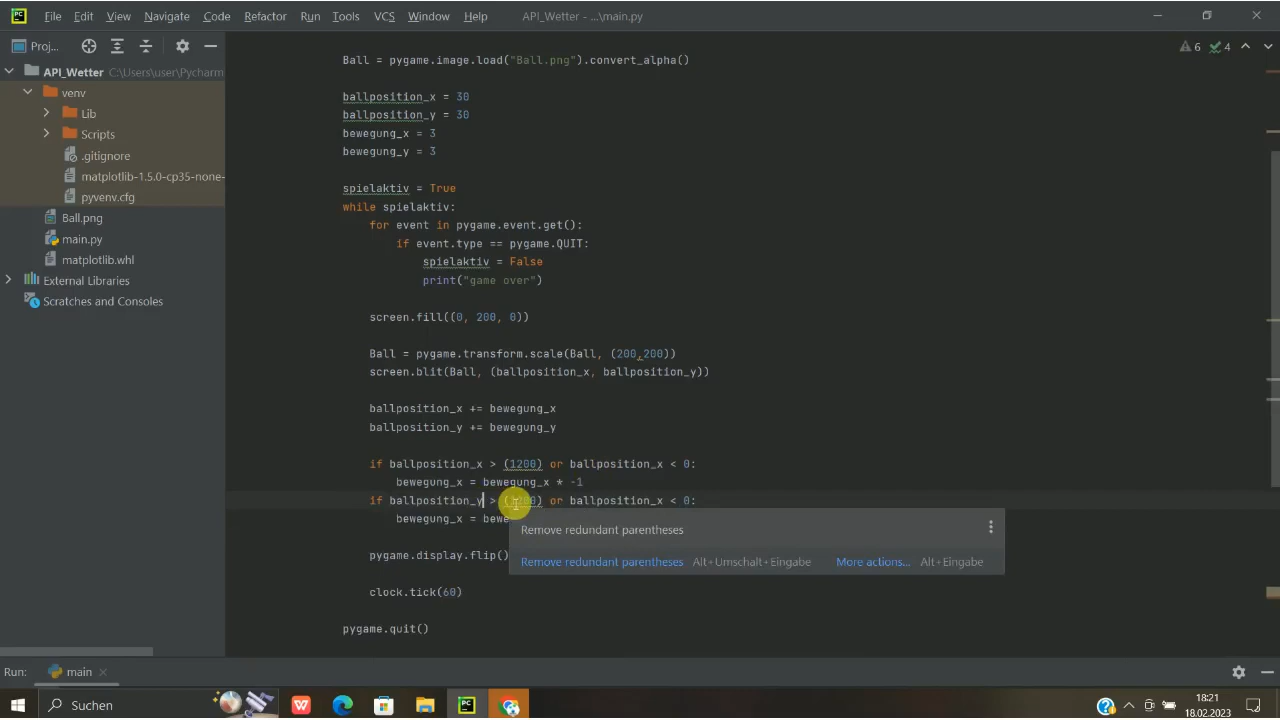 PC File Edit View Navigate Code Refactor Run Tools VCS Window Help API_Wetter - ...\main.py
Proj...
6 4
API_Wetter C:\Users\user\Pycharm
venv
Lib
Scripts
.gitignore
matplotlib-1.5.0-cp35-none-
pyvenv.cfg
Ball.png
main.py
matplotlib.whl
External Libraries
Scratches and Consoles
Ball = pygame.image.load("Ball.png").convert_alpha()
ballposition_x = 30
ballposition_y = 30
bewegung_x = 3
bewegung_y = 3
spielaktiv = True
while spielaktiv:
for event in pygame.event.get():
if event.type == pygame.QUIT:
spielaktiv = False
print("game over")
screen.fill((0, 200, 0))
Ball = pygame.transform.scale(Ball, (200,200))
screen.blit(Ball, (ballposition_x, ballposition_y))
ballposition_x += bewegung_x
ballposition_y += bewegung_y
if ballposition_x > (1200) or ballposition_x < 0:
bewegung_x = bewegung_x * -1
if ballposition_y > (1200) or ballposition_x < 0:
bewegung_x = bewe
Remove redundant parentheses
Remove redundant parentheses Alt+Umschalt+Eingabe More actions... Alt+Eingabe
pygame.display.flip()
clock.tick(60)
pygame.quit()
Run: main
Suchen
W
PC
18:21
18.02.2023